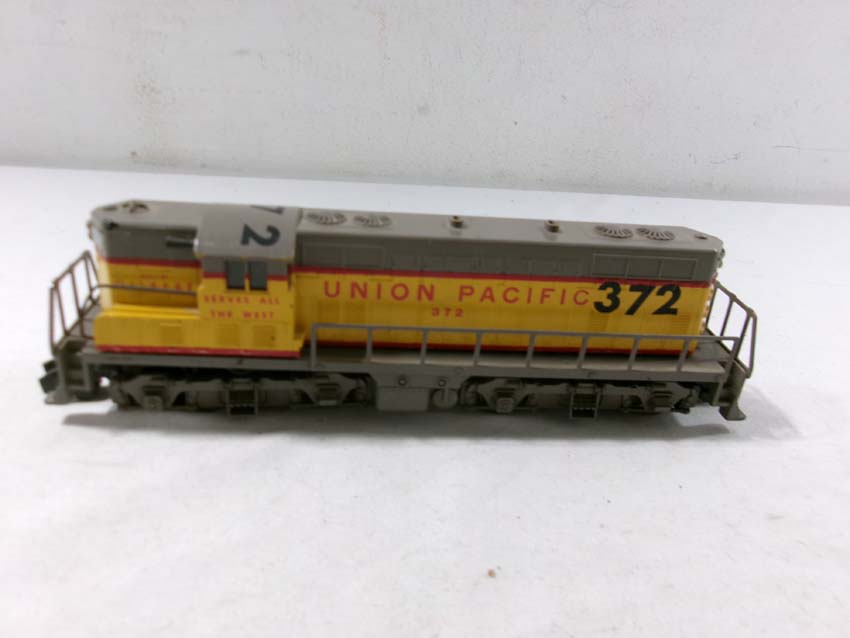 72
SERVES ALL
THE WEST
UNION PACIFIC 372
372